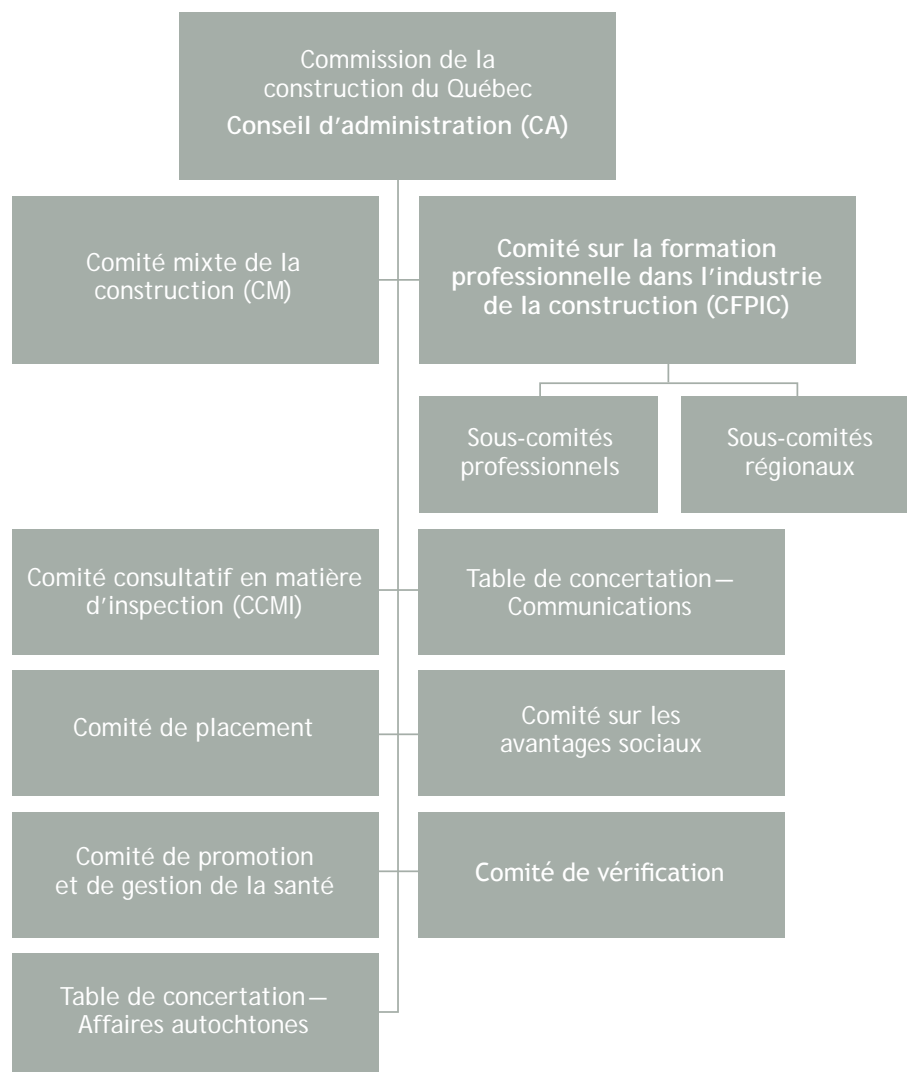 Commission de la
construction du Québec
Conseil d'administration (CA)
Comité mixte de la
construction (CM)
Comité sur la formation
professionnelle dans l'industrie
de la construction (CFPIC)
Sous-comités
professionnels
Sous-comités
régionaux
Comité consultatif en matière
d'inspection (CCMI)
Table de concertation—
Communications
Comité de placement
Comité sur les
avantages sociaux
Comité de promotion
et de gestion de la santé
Comité de vérification
Table de concertation—
Affaires autochtones